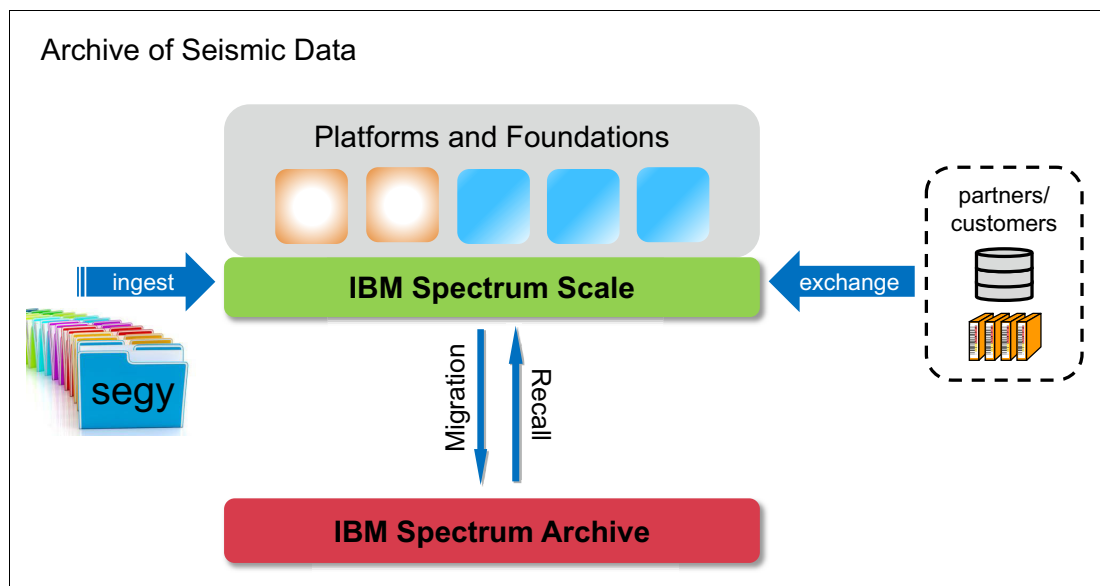 Archive of Seismic Data
Platforms and Foundations
partners/
customers
ingest
IBM Spectrum Scale
exchange
segy
Migration
Recall
IBM Spectrum Archive